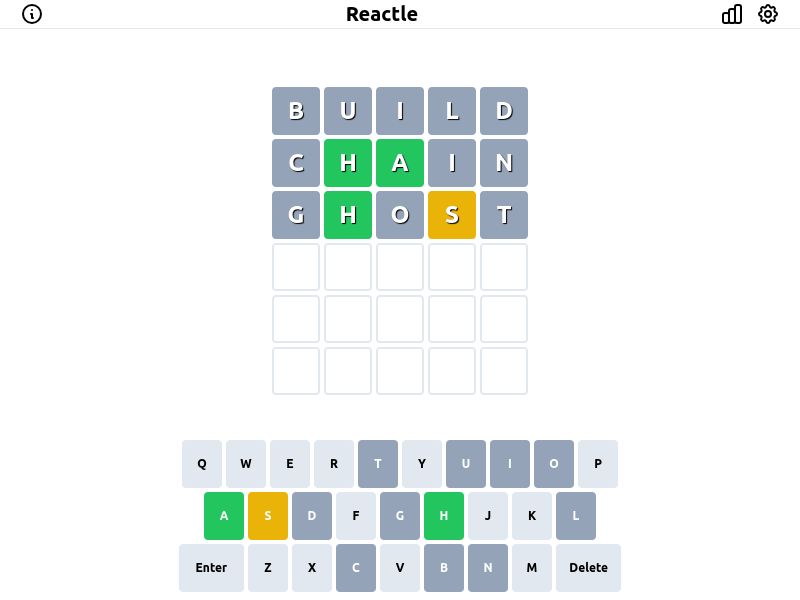 Reactle
B U I L D
C H A I N
G H O S T
Q W E R T Y U I O P
A S D F G H J K L
Enter Z X C V B N M Delete